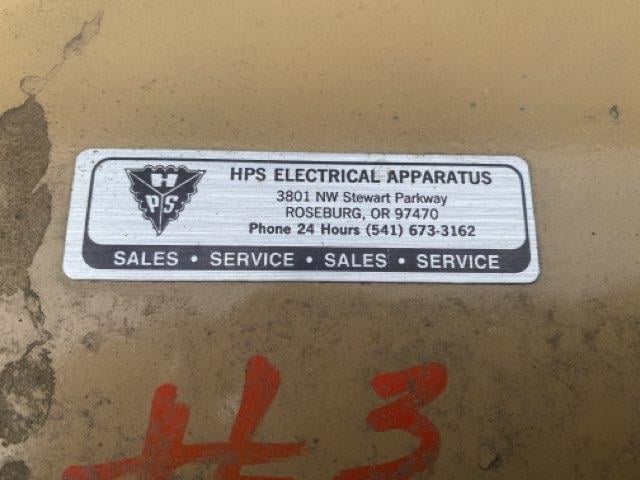 H
P S
HPS ELECTRICAL APPARATUS
3801 NW Stewart Parkway
ROSEBURG, OR 97470
Phone 24 Hours (541) 673-3162
SALES • SERVICE • SALES • SERVICE
#3